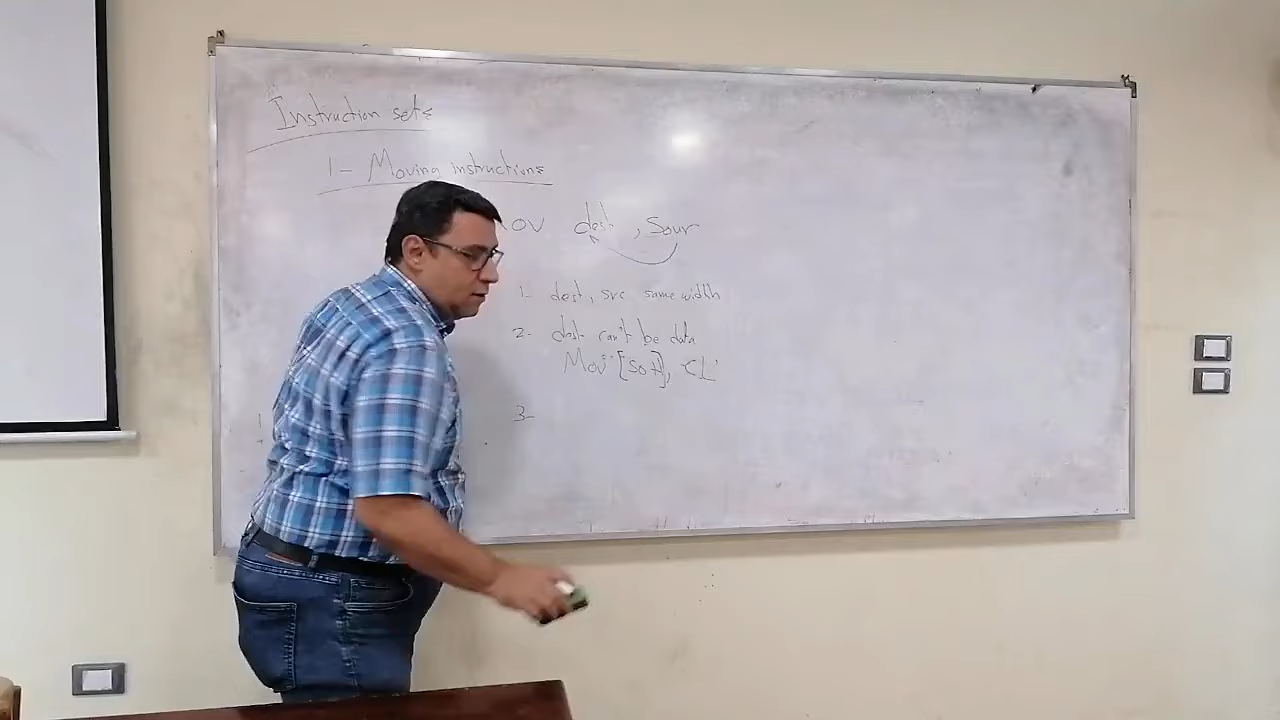 Instruction sets
1- Moving instructions
mov dest , Sour
1- dest, src same width
2- dest can't be data
Mov [50H], CL
3-